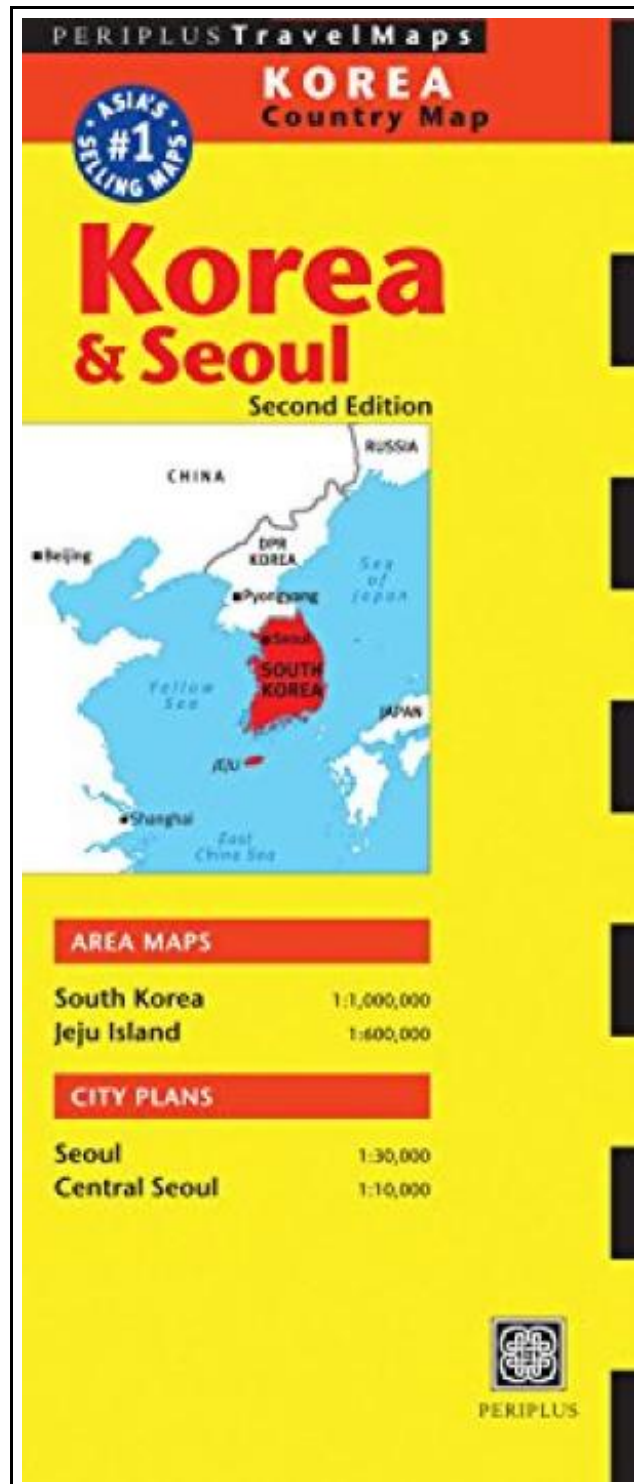 PERIPLUS TravelMaps
KOREA
Country Map
ASIA'S
#1
SELLING MAPS
Korea
& Seoul
Second Edition
RUSSIA
CHINA
DPR
KOREA
Beijing
Sea
of
Japan
Pyongyang
Seoul
SOUTH
KOREA
Yellow
Sea
JAPAN
JEJU
Shanghai
East
China Sea
AREA MAPS
South Korea 1:1,000,000
Jeju Island 1:600,000
CITY PLANS
Seoul 1:30,000
Central Seoul 1:10,000
PERIPLUS